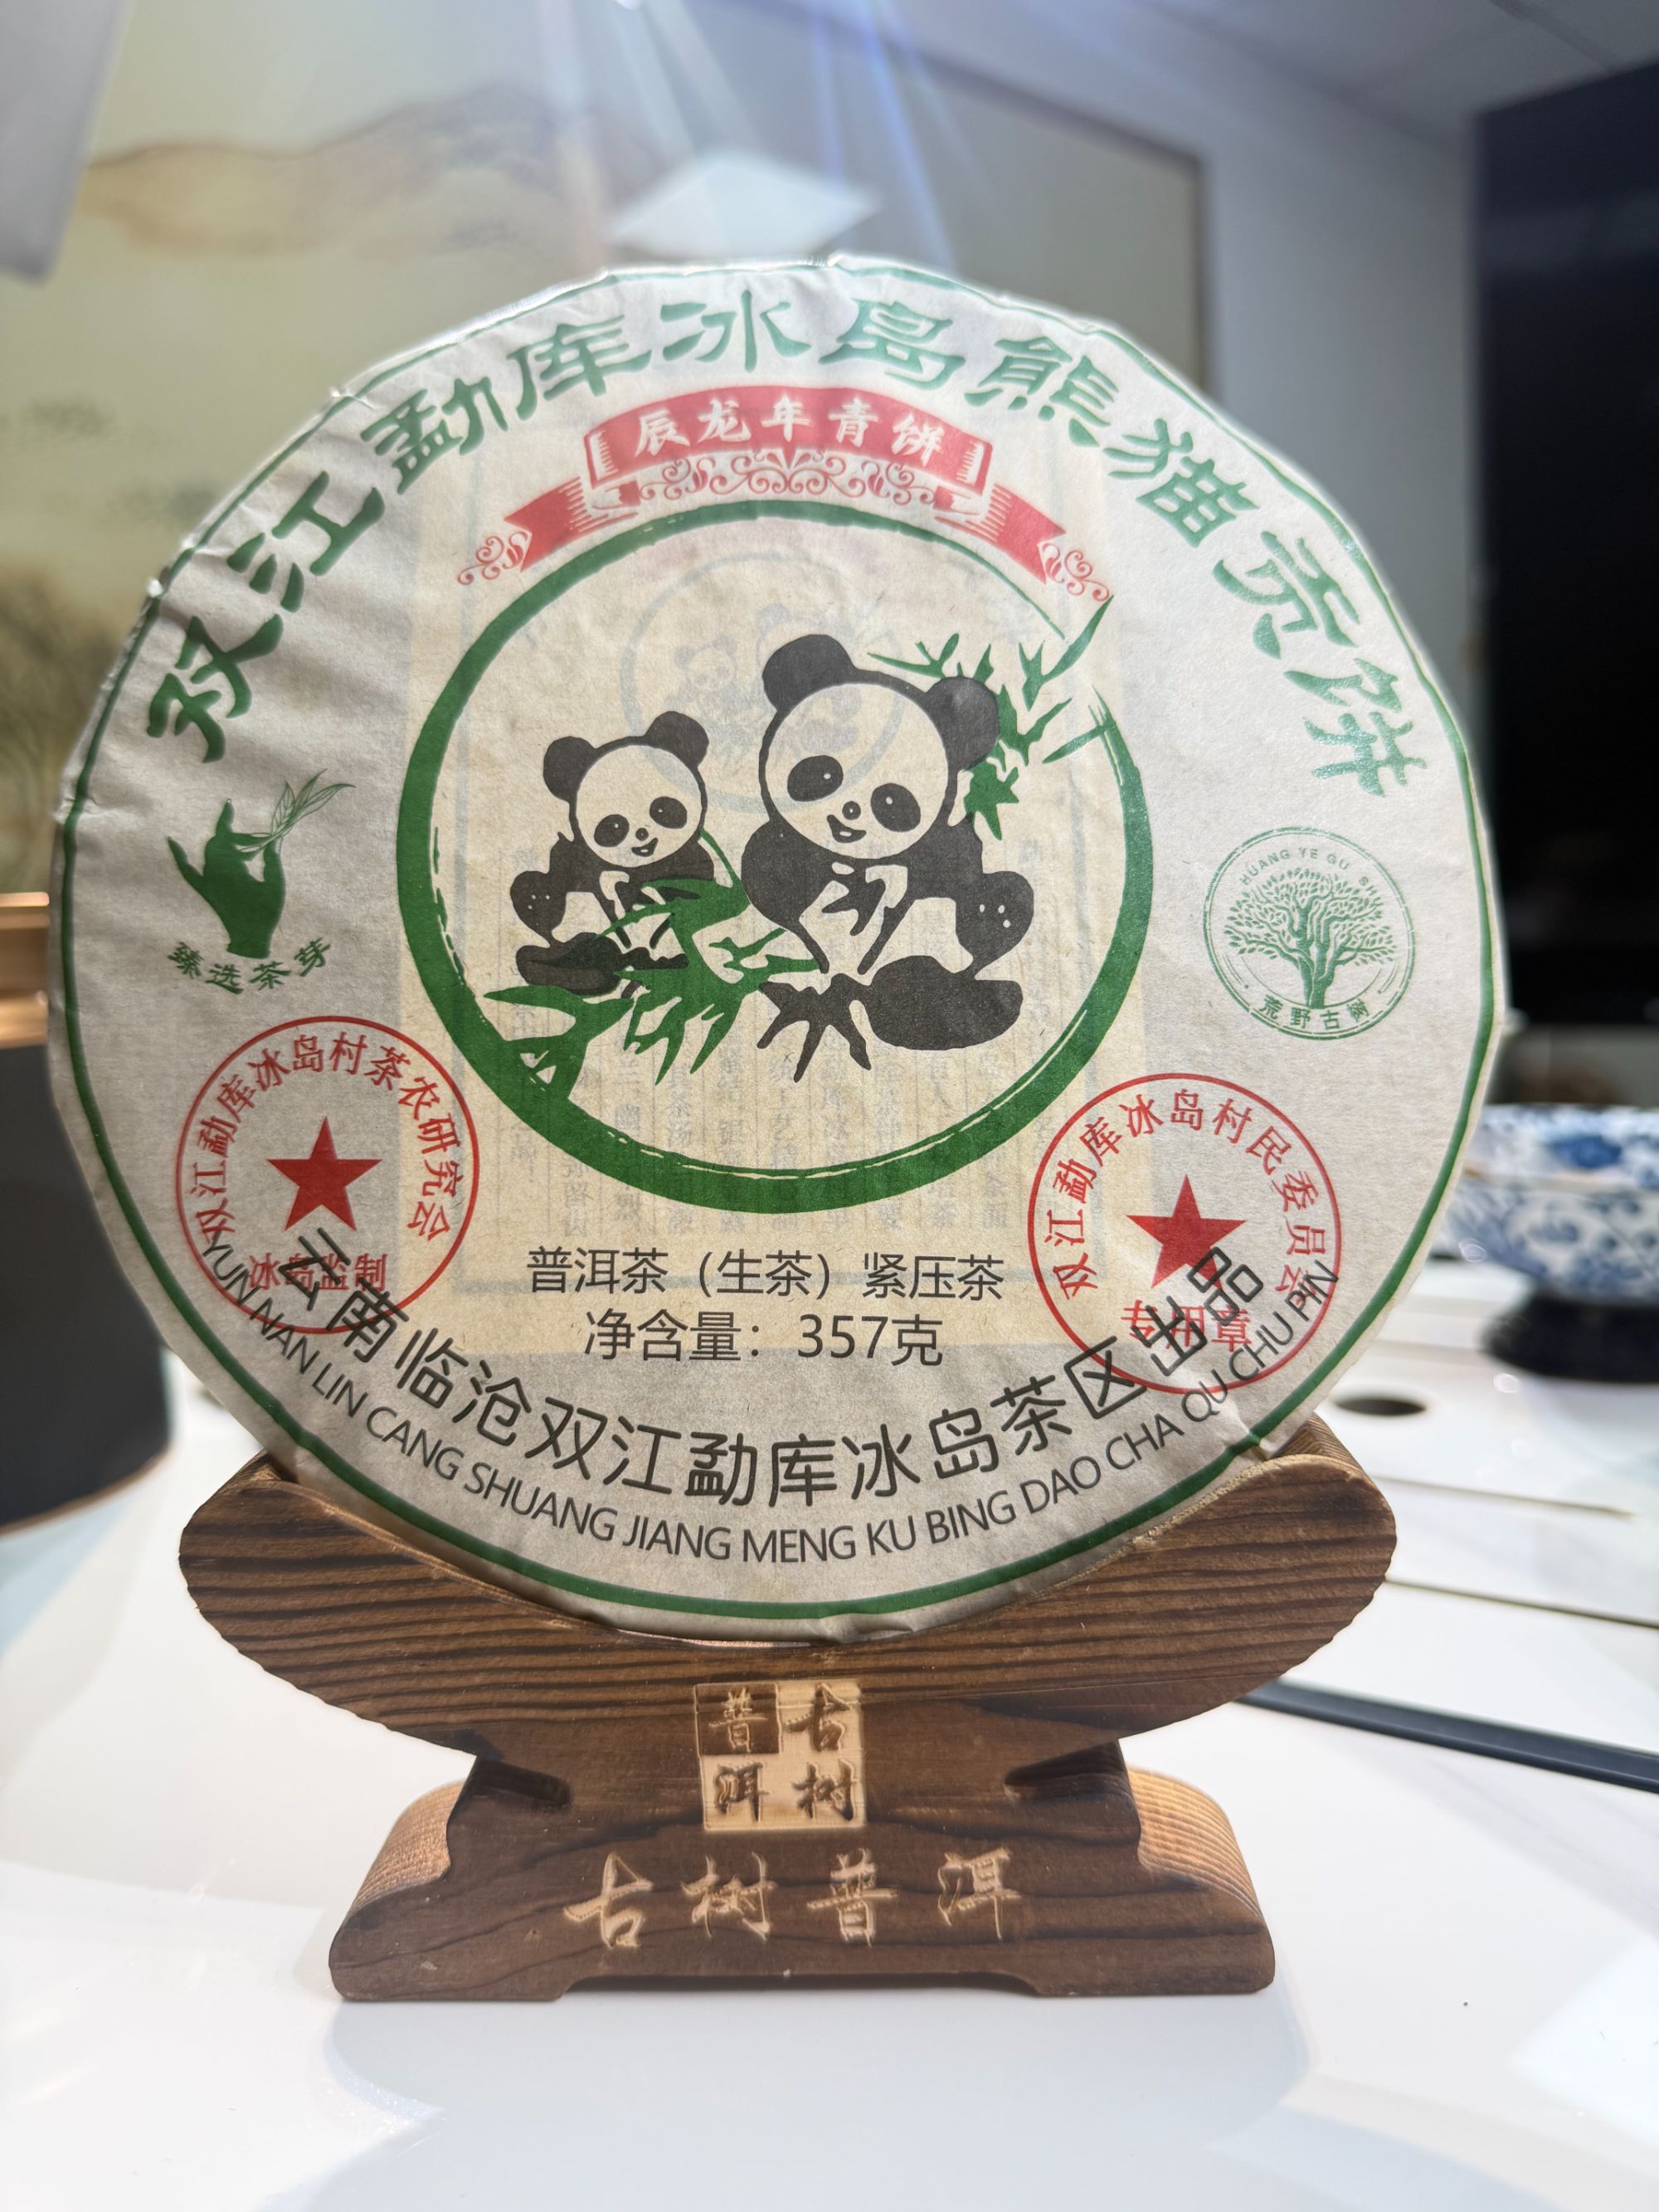 双江勐库冰岛熊猫贡饼
辰龙年青饼
臻选茶芽
HUANG YE GU SHU
荒野古树
双江勐库冰岛村茶农研究会
冰岛监制
双江勐库冰岛村民委员会
专用章
普洱茶（生茶）紧压茶
净含量：357克
云南临沧双江勐库冰岛茶区出品
YUN NAN LIN CANG SHUANG JIANG MENG KU BING DAO CHA QU CHU PIN
古树
普洱
古树普洱